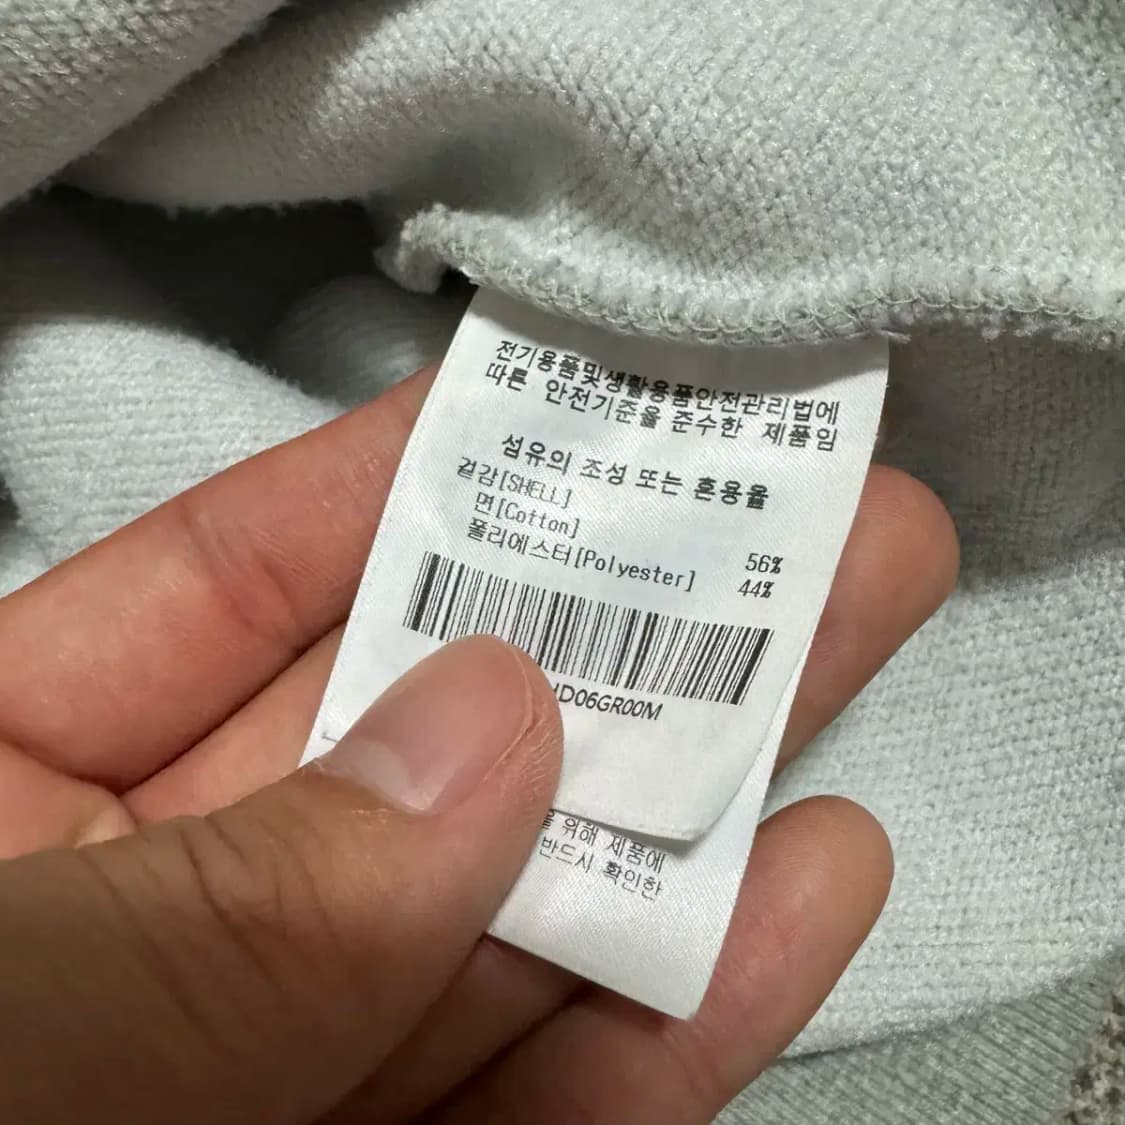 전기용품및생활용품안전관리법에
따른 안전기준을 준수한 제품임
섬유의 조성 또는 혼용율
겉감[SHELL]
면[Cotton] 56%
폴리에스터[Polyester] 44%
HD06GR00M
위해 제품에
반드시 확인한